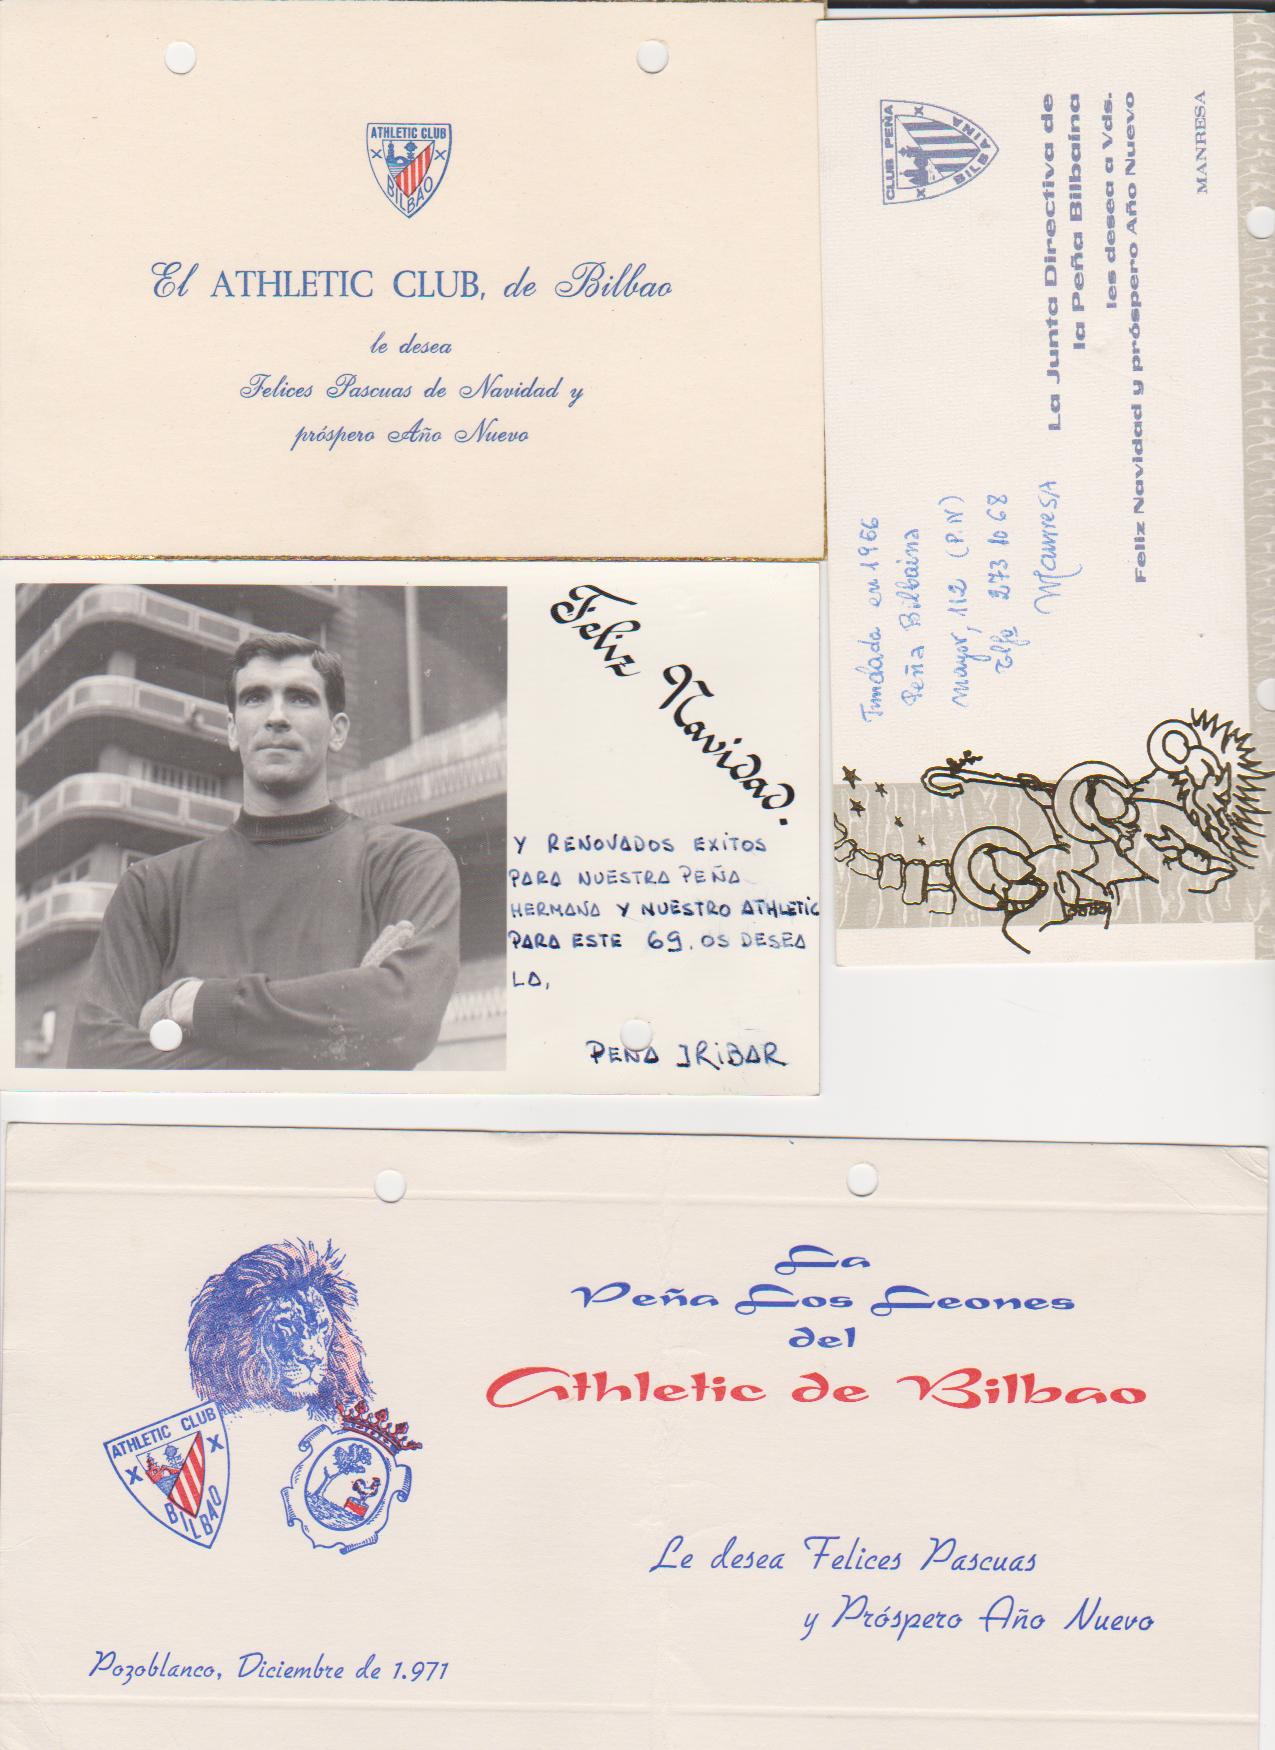 ATHLETIC CLUB
BILBAO
El ATHLETIC CLUB, de Bilbao
le desea
Felices Pascuas de Navidad y
próspero Año Nuevo
CLUB PEÑA
BILBAINA
La Junta Directiva de
la Peña Bilbaina
les desea a Vds.
Feliz Navidad y próspero Año Nuevo
MANRESA
Fundada en 1966
Peña Bilbaina
Mayor, 112 (P.N)
Tlfo 273 10 68
Manresa
Feliz Navidad.
Y RENOVADOS EXITOS
PARA NUESTRA PEÑA
HERMANA Y NUESTRO ATHLETIC
PARA ESTE 69. OS DESEA
LA,
PEÑA IRIBAR
La
Peña Los Leones
del
Athletic de Bilbao
ATHLETIC CLUB
BILBAO
Le desea Felices Pascuas
y Próspero Año Nuevo
Pozoblanco, Diciembre de 1.971